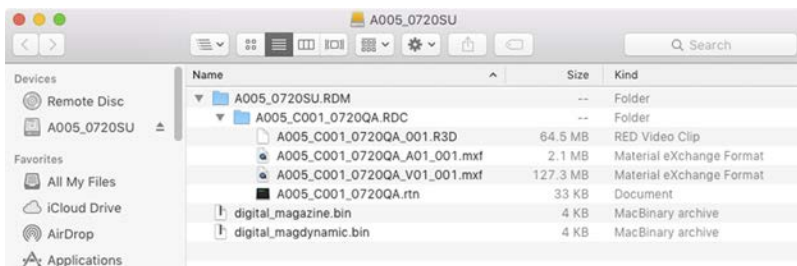 A005_0720SU
Search
Devices
Remote Disc
A005_0720SU
Favorites
All My Files
iCloud Drive
AirDrop
Applications
Name Size Kind
A005_0720SU.RDM -- Folder
A005_C001_0720QA.RDC -- Folder
A005_C001_0720QA_001.R3D 64.5 MB RED Video Clip
A005_C001_0720QA_A01_001.mxf 2.1 MB Material eXchange Format
A005_C001_0720QA_V01_001.mxf 127.3 MB Material eXchange Format
A005_C001_0720QA.rtn 33 KB Document
digital_magazine.bin 4 KB MacBinary archive
digital_magdynamic.bin 4 KB MacBinary archive